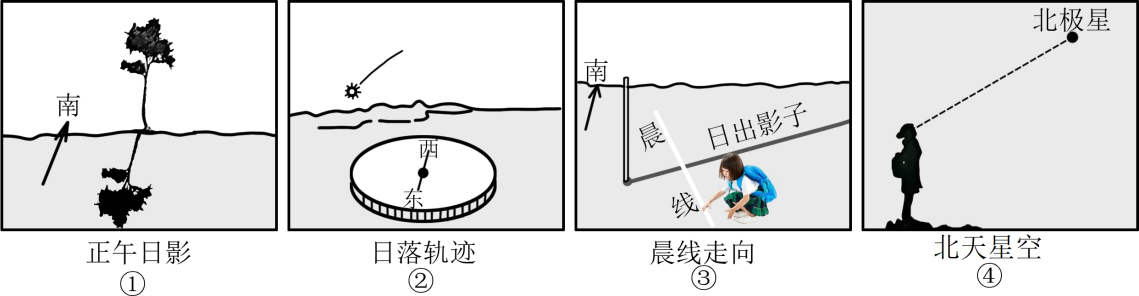 南
正午日影
①
西
东
日落轨迹
②
南
晨
线
日出影子
晨线走向
③
北极星
北天星空
④